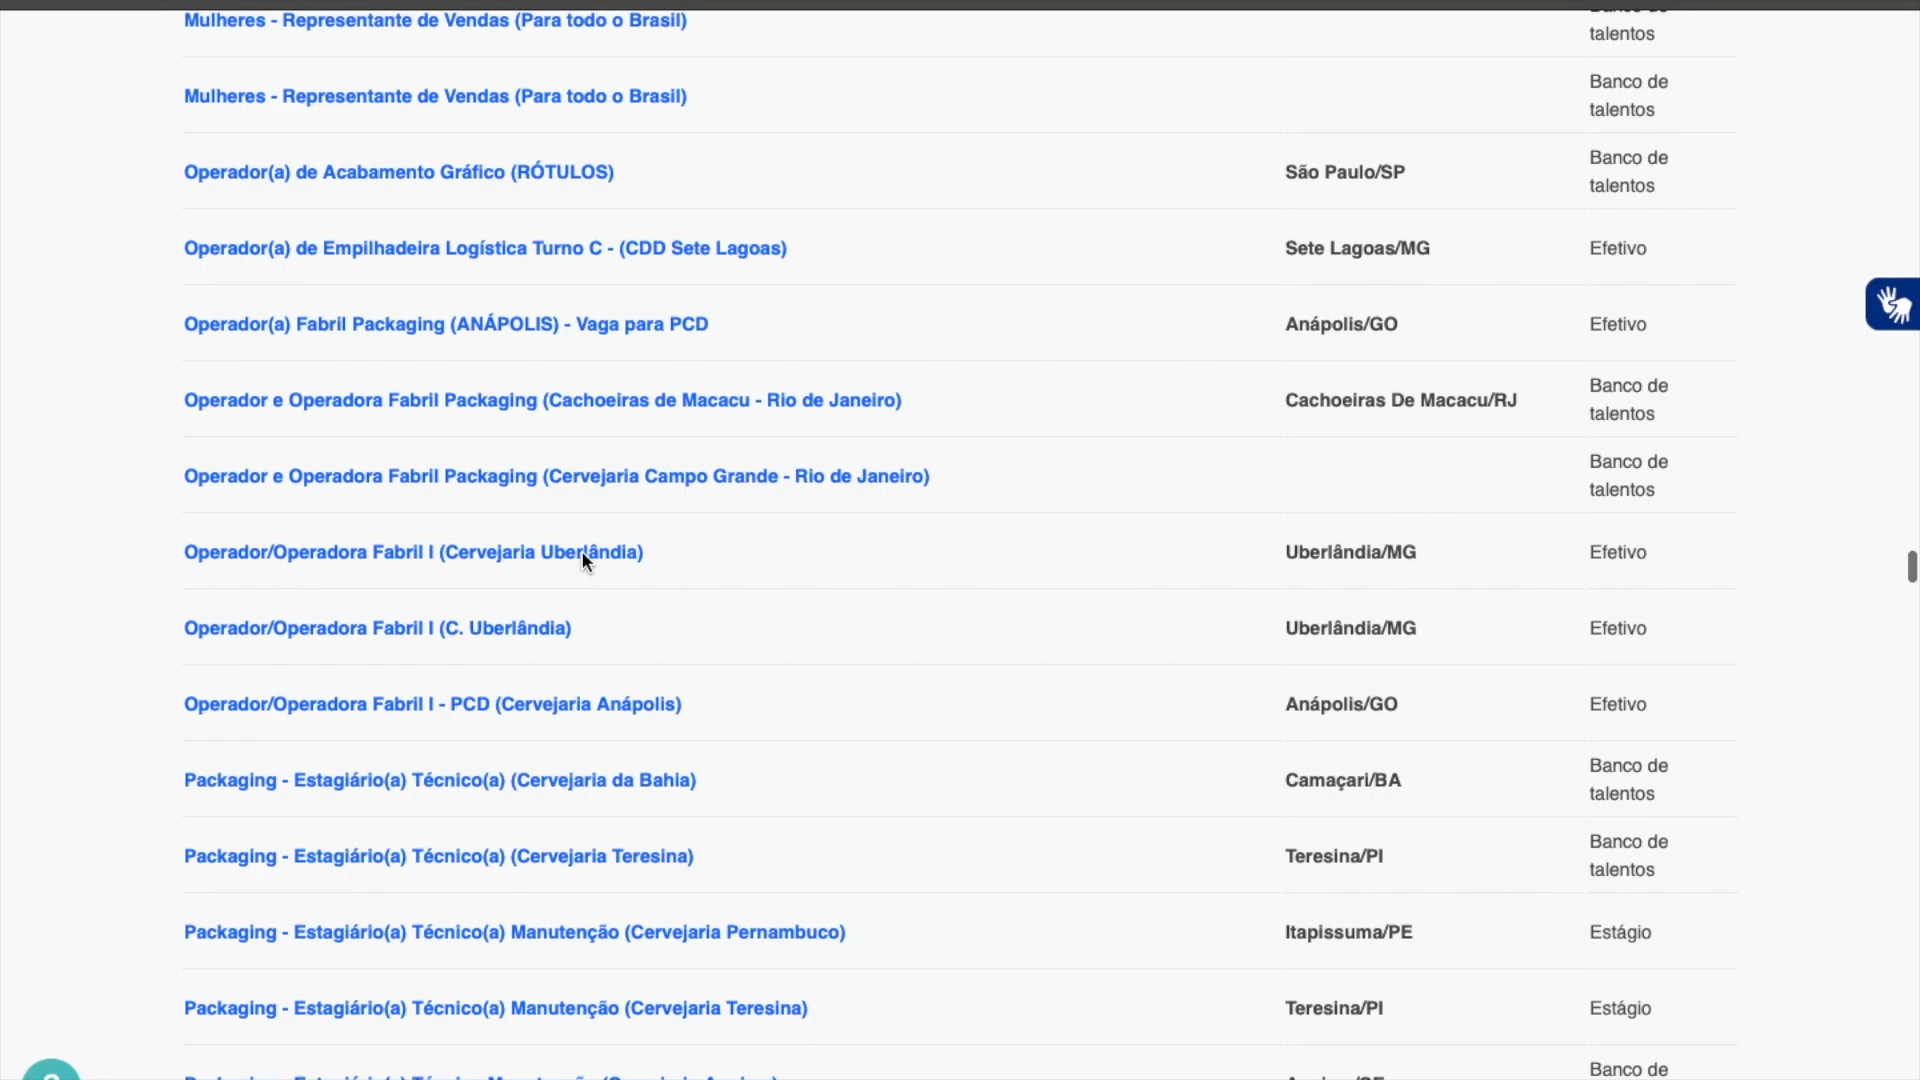 Mulheres - Representante de Vendas (Para todo o Brasil)
talentos
Mulheres - Representante de Vendas (Para todo o Brasil)
Banco de
talentos
Operador(a) de Acabamento Gráfico (RÓTULOS)
São Paulo/SP
Banco de
talentos
Operador(a) de Empilhadeira Logística Turno C - (CDD Sete Lagoas)
Sete Lagoas/MG
Efetivo
Operador(a) Fabril Packaging (ANÁPOLIS) - Vaga para PCD
Anápolis/GO
Efetivo
Operador e Operadora Fabril Packaging (Cachoeiras de Macacu - Rio de Janeiro)
Cachoeiras De Macacu/RJ
Banco de
talentos
Operador e Operadora Fabril Packaging (Cervejaria Campo Grande - Rio de Janeiro)
Banco de
talentos
Operador/Operadora Fabril I (Cervejaria Uberlândia)
Uberlândia/MG
Efetivo
Operador/Operadora Fabril I (C. Uberlândia)
Uberlândia/MG
Efetivo
Operador/Operadora Fabril I - PCD (Cervejaria Anápolis)
Anápolis/GO
Efetivo
Packaging - Estagiário(a) Técnico(a) (Cervejaria da Bahia)
Camaçari/BA
Banco de
talentos
Packaging - Estagiário(a) Técnico(a) (Cervejaria Teresina)
Teresina/PI
Banco de
talentos
Packaging - Estagiário(a) Técnico(a) Manutenção (Cervejaria Pernambuco)
Itapissuma/PE
Estágio
Packaging - Estagiário(a) Técnico(a) Manutenção (Cervejaria Teresina)
Teresina/PI
Estágio
Banco de